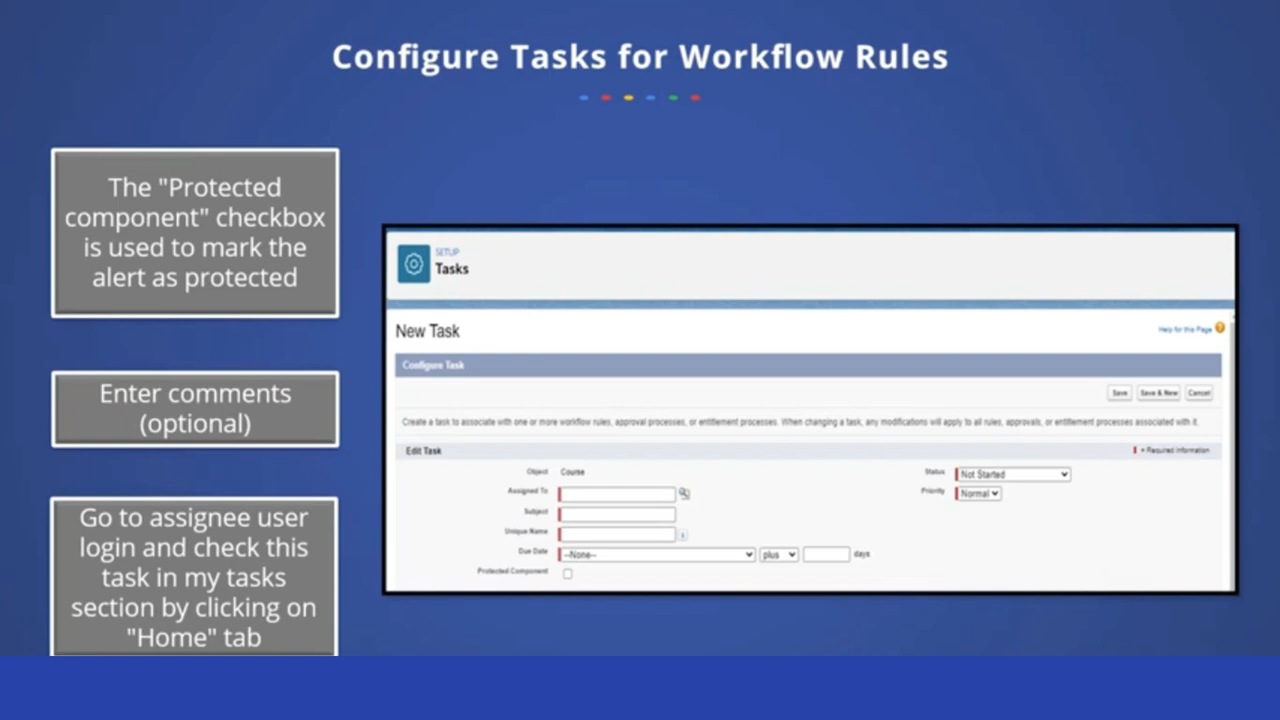 Configure Tasks for Workflow Rules
The "Protected
component" checkbox
is used to mark the
alert as protected
Enter comments
(optional)
Go to assignee user
login and check this
task in my tasks
section by clicking on
"Home" tab
SETUP
Tasks
New Task
Help for this Page
Configure Task
Save Save & New Cancel
Create a task to associate with one or more workflow rules, approval processes, or entitlement processes. When changing a task, any modifications will apply to all rules, approvals, or entitlement processes associated with it.
Edit Task
= Required Information
Object Course
Status Not Started
Assigned To
Priority Normal
Subject
Unique Name
Due Date --None-- plus days
Protected Component